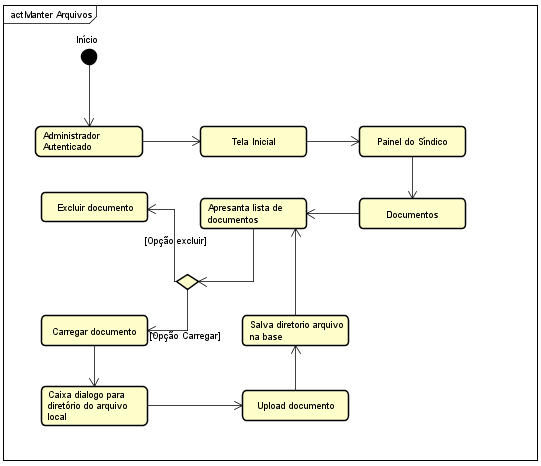 act Manter Arquivos
Início
Administrador
Autenticado
Tela Inicial
Painel do Síndico
Excluir documento
Apresanta lista de
documentos
Documentos
[Opção excluir]
Carregar documento
[Opção Carregar]
Salva diretorio arquivo
na base
Caixa dialogo para
diretório do arquivo
local
Upload documento